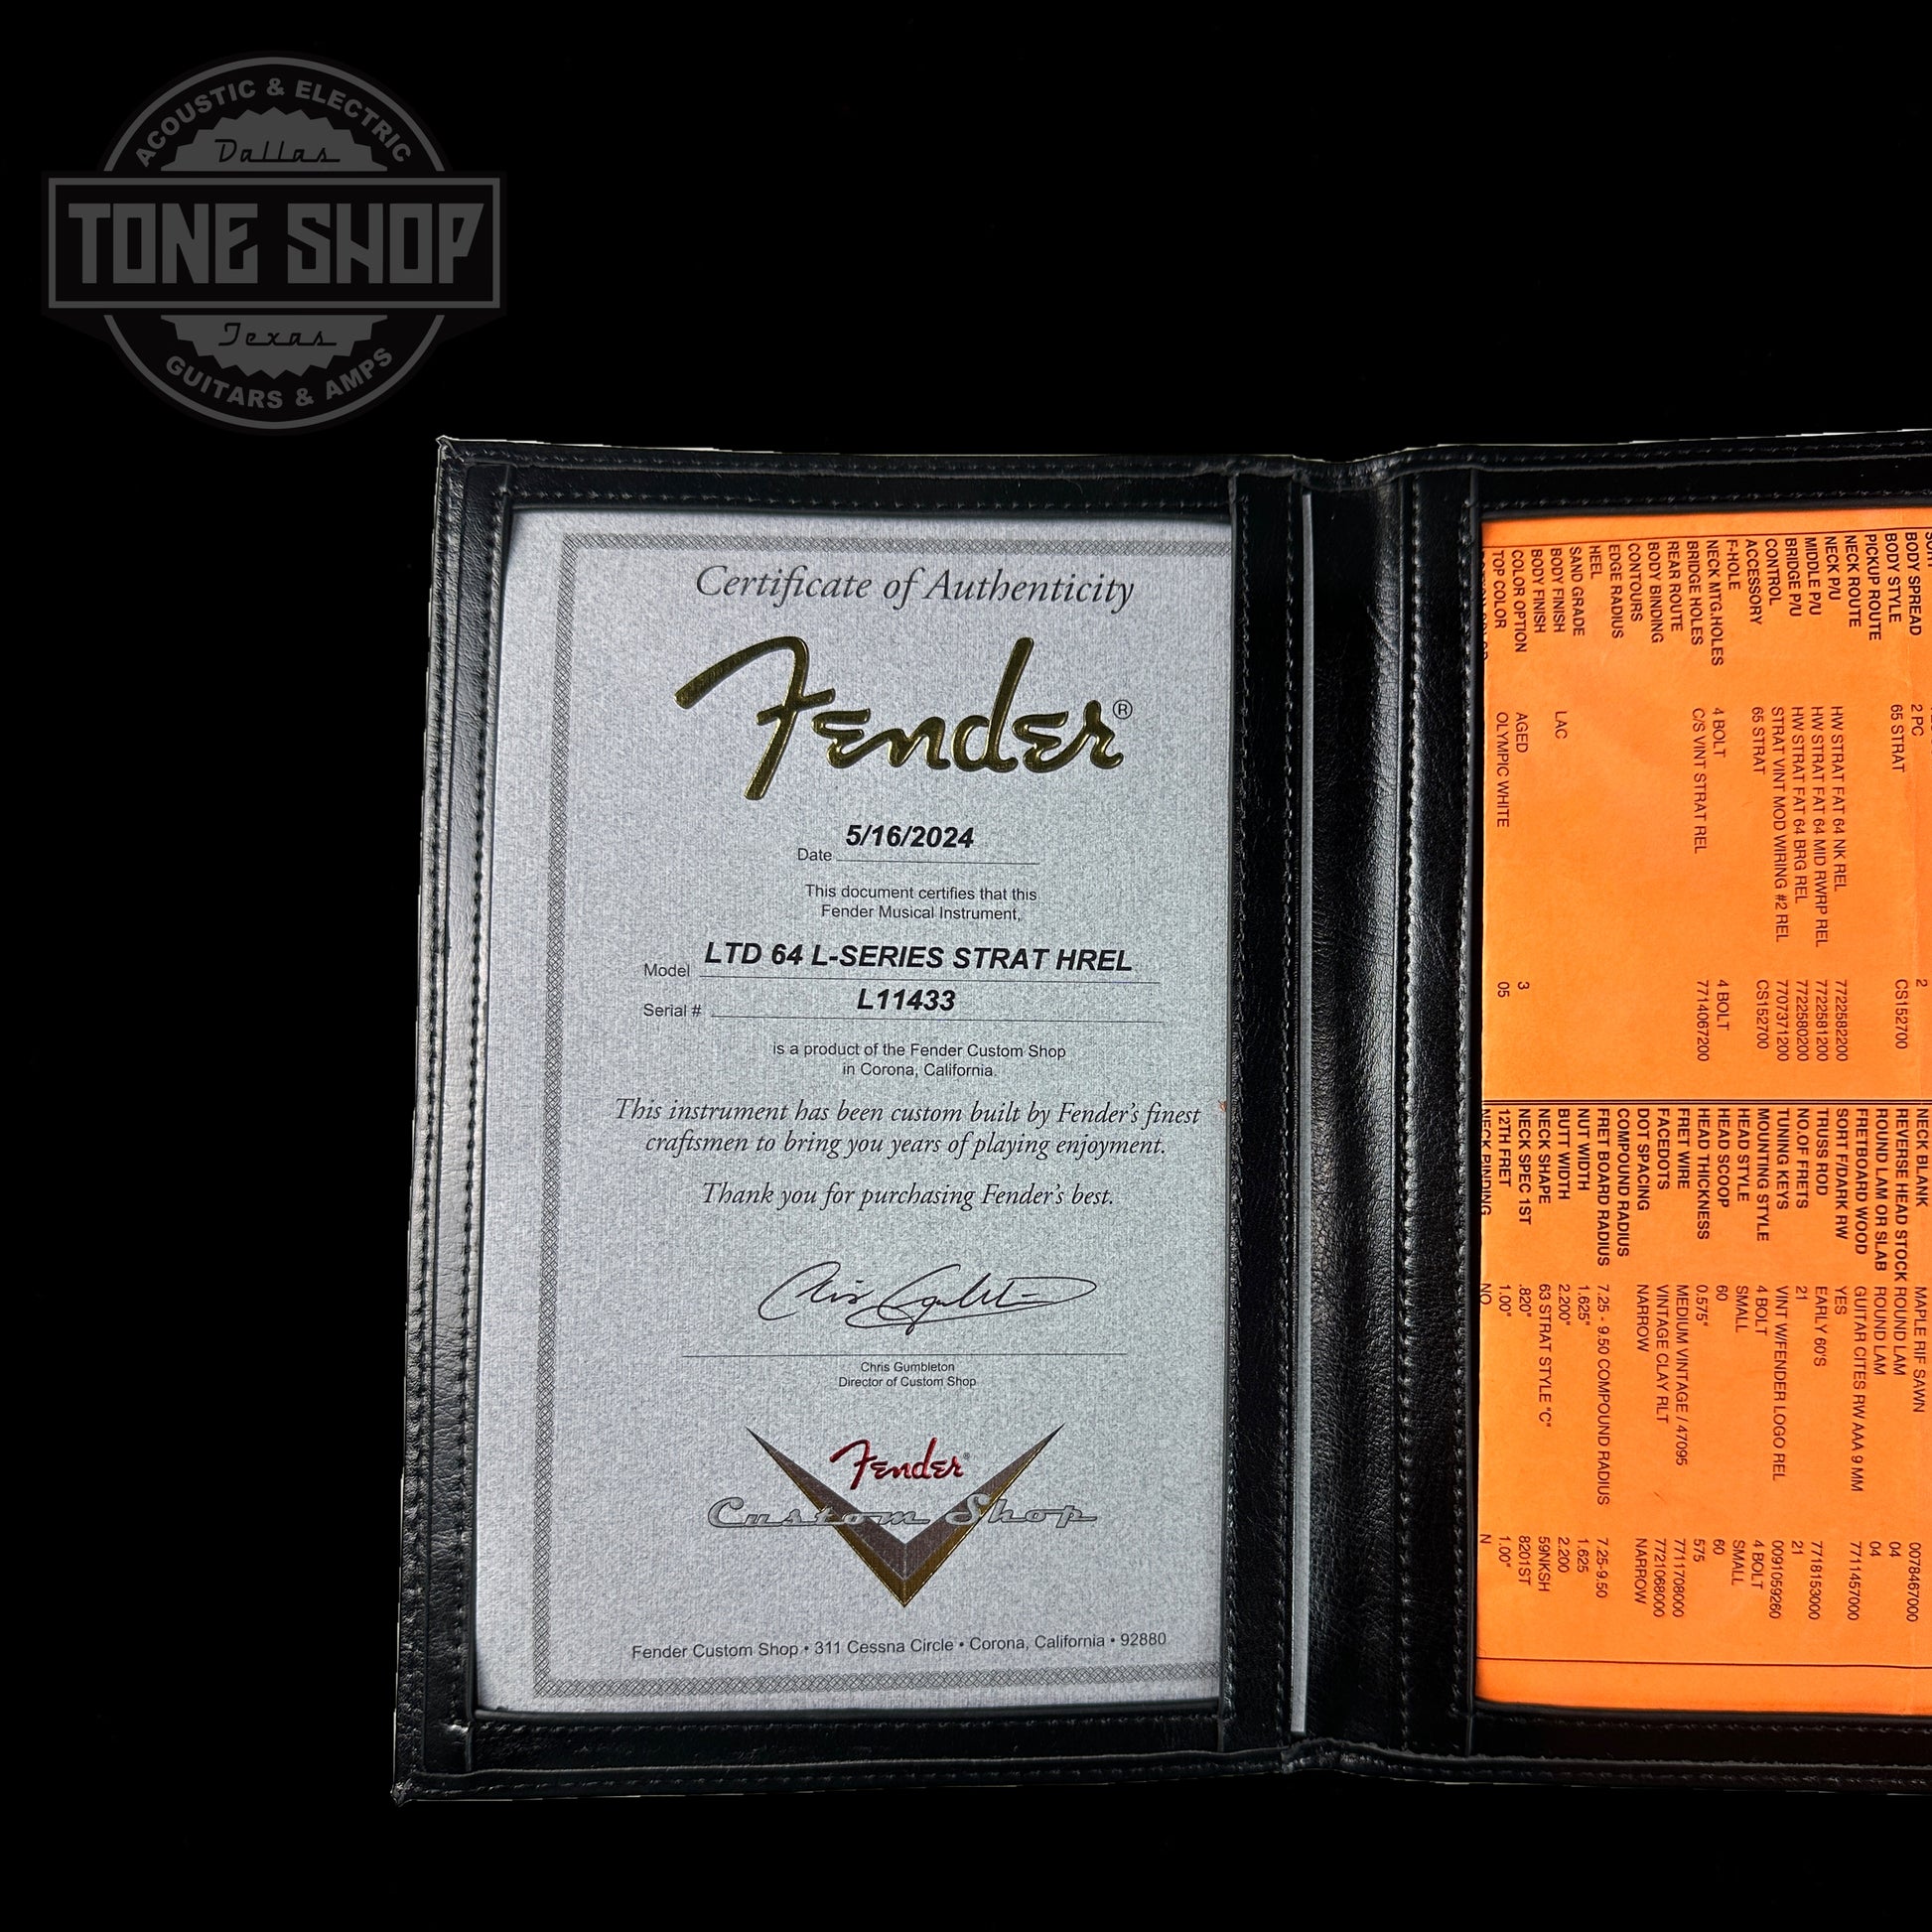 ACOUSTIC & ELECTRIC
Dallas
TONE SHOP
Texas
GUITARS & AMPS
Certificate of Authenticity
Fender®
Date 5/16/2024
This document certifies that this
Fender Musical Instrument,
Model LTD 64 L-SERIES STRAT HREL
Serial # L11433
is a product of the Fender Custom Shop
in Corona, California.
This instrument has been custom built by Fender's finest
craftsmen to bring you years of playing enjoyment.
Thank you for purchasing Fender's best.
Chris Gumbleton
Director of Custom Shop
Fender®
Custom Shop
Fender Custom Shop • 311 Cessna Circle • Corona, California • 92880
BODY SPREAD 2 PC 2
BODY STYLE 65 STRAT CS152700
PICKUP ROUTE
NECK ROUTE
NECK P/U HW STRAT FAT 64 NK REL 7722582200
MIDDLE P/U HW STRAT FAT 64 MID RWRP REL 7722581200
BRIDGE P/U HW STRAT FAT 64 BRG REL 7722580200
CONTROL STRAT VINT MOD WIRING #2 REL 7707371200
ACCESSORY 65 STRAT CS152700
F-HOLE
NECK MTG.HOLES 4 BOLT 4 BOLT
BRIDGE HOLES C/S VINT STRAT REL 7714067200
REAR ROUTE
BODY BINDING
CONTOURS
EDGE RADIUS
HEEL
SAND GRADE
BODY FINISH LAC
BODY FINISH
COLOR OPTION AGED 3
TOP COLOR OLYMPIC WHITE 05
NECK BLANK MAPLE RIF SAWN 0078467000
REVERSE HEAD STOCK ROUND LAM 04
ROUND LAM OR SLAB ROUND LAM 04
FRETBOARD WOOD GUITAR CITES RW AAA 9 MM 7711457000
SORT F/DARK RW YES
TRUSS ROD EARLY 60'S 7718153000
NO.OF FRETS 21 21
TUNING KEYS VINT W/FENDER LOGO REL 0091059260
MOUNTING STYLE 4 BOLT 4 BOLT
HEAD STYLE SMALL SMALL
HEAD SCOOP 60 60
HEAD THICKNESS 0.575" 575
FRET WIRE MEDIUM VINTAGE / 47095 7711708000
FACEDOTS VINTAGE CLAY RLT 7721068000
DOT SPACING NARROW NARROW
COMPOUND RADIUS
FRET BOARD RADIUS 7.25 - 9.50 COMPOUND RADIUS 7.25-9.50
NUT WIDTH 1.625" 1.625
BUTT WIDTH 2.200" 2.200
NECK SHAPE 63 STRAT STYLE "C" 59NKSH
NECK SPEC 1ST .820" 8201ST
12TH FRET 1.00" 1.00"
NECK BINDING NO N